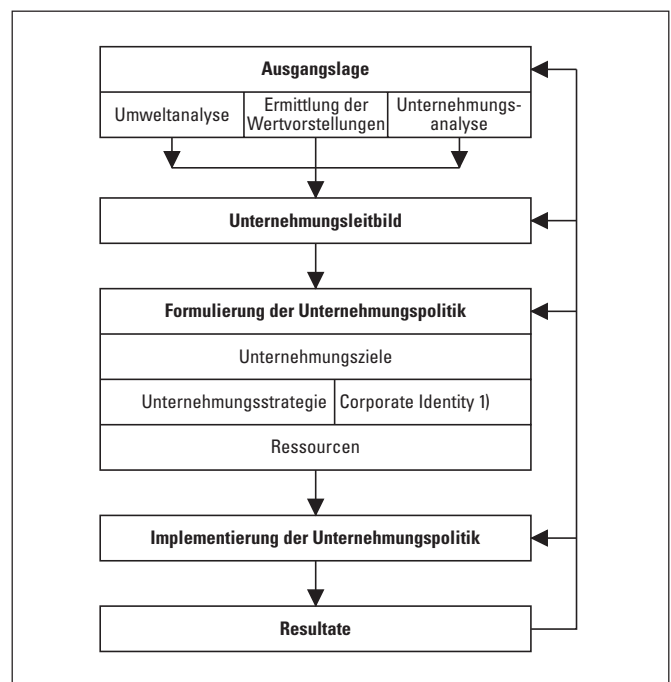 Ausgangslage
Umweltanalyse
Ermittlung der
Wertvorstellungen
Unternehmungs-
analyse
Unternehmungsleitbild
Formulierung der Unternehmungspolitik
Unternehmungsziele
Unternehmungsstrategie
Corporate Identity 1)
Ressourcen
Implementierung der Unternehmungspolitik
Resultate